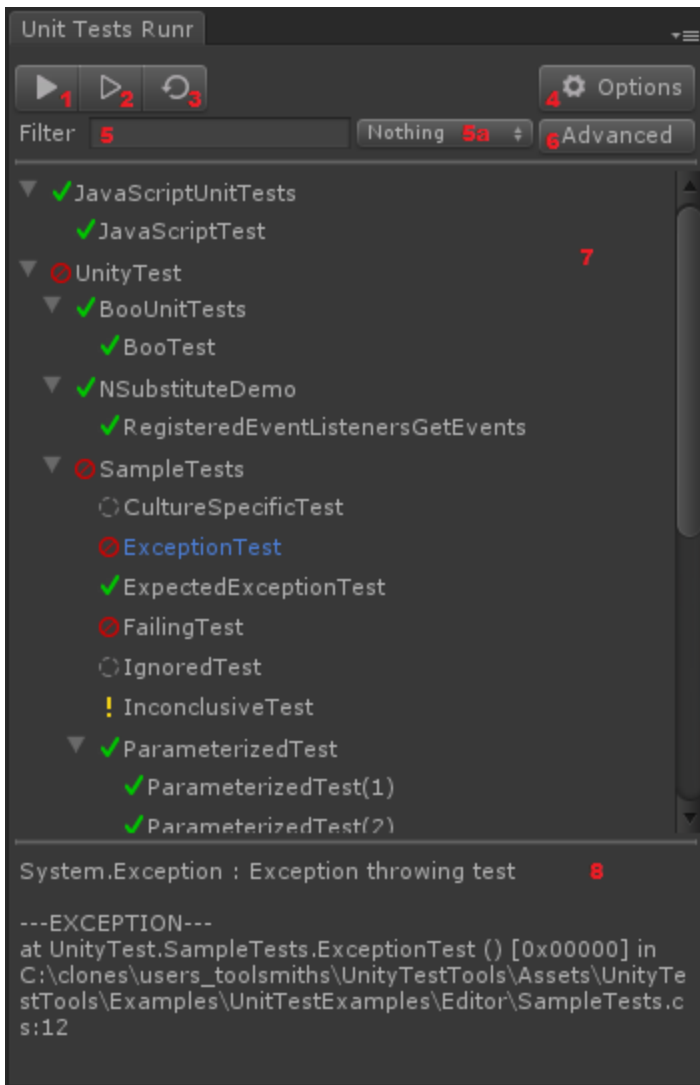 Unit Tests Runr
1 2 3 4 Options
Filter 5 Nothing 5a 6 Advanced
JavaScriptUnitTests
JavaScriptTest
7
UnityTest
BooUnitTests
BooTest
NSubstituteDemo
RegisteredEventListenersGetEvents
SampleTests
CultureSpecificTest
ExceptionTest
ExpectedExceptionTest
FailingTest
IgnoredTest
InconclusiveTest
ParameterizedTest
ParameterizedTest(1)
ParameterizedTest(2)
System.Exception : Exception throwing test 8
---EXCEPTION---
at UnityTest.SampleTests.ExceptionTest () [0x00000] in
C:\clones\users_toolsmiths\UnityTestTools\Assets\UnityTe
stTools\Examples\UnitTestExamples\Editor\SampleTests.c
s:12